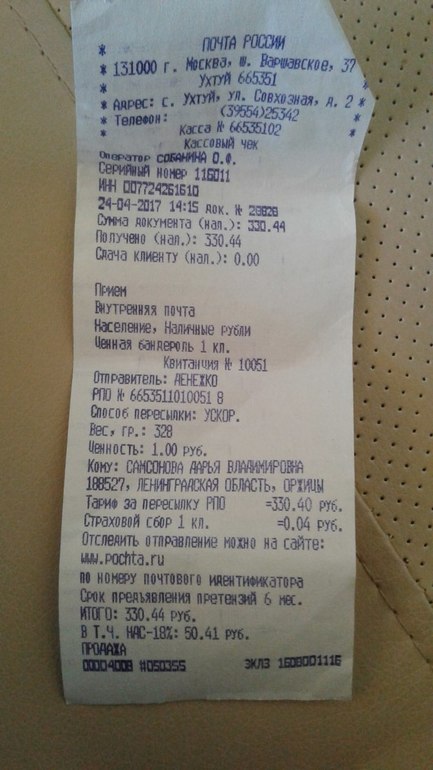 * ПОЧТА РОССИИ
* 131000 г. Москва, ш. Варшавское, 37
* УХТУЙ 665351
* Адрес: с. Ухтуй, ул. Совхозная, д. 2 *
* Телефон: (39554)25342
* Касса № 66535102 *
Кассовый чек
Оператор СОБАНИНА О.Ф.
СЕРИЙНЫЙ НОМЕР 116011
ИНН 007724261610
24-04-2017 14:15 док. № 28828
Сумма документа (нал.): 330.44
Получено (нал.): 330.44
Сдача клиенту (нал.): 0.00
Прием
Внутренняя почта
Население, Наличные рубли
Ценная бандероль 1 кл.
Квитанция № 10051
Отправитель: ДЕНЕЖКО
РПО № 6653511010051 8
Способ пересылки: УСКОР.
Вес, гр.: 328
Ценность: 1.00 РУБ.
Кому: САМСОНОВА ДАРЬЯ ВЛАДИМИРОВНА
188527, ЛЕНИНГРАДСКАЯ ОБЛАСТЬ, ОРЖИЦЫ
Тариф за пересылку РПО =330.40 РУБ.
Страховой сбор 1 кл. =0.04 РУБ.
Отследить отправление можно на сайте:
www.pochta.ru
по номеру почтового идентификатора
Срок предъявления претензий 6 мес.
ИТОГО: 330.44 РУБ.
В Т.Ч. НДС-18%: 50.41 РУБ.
ПРОДАЖА
00004008 #050355 ЭКЛЗ 1608001116